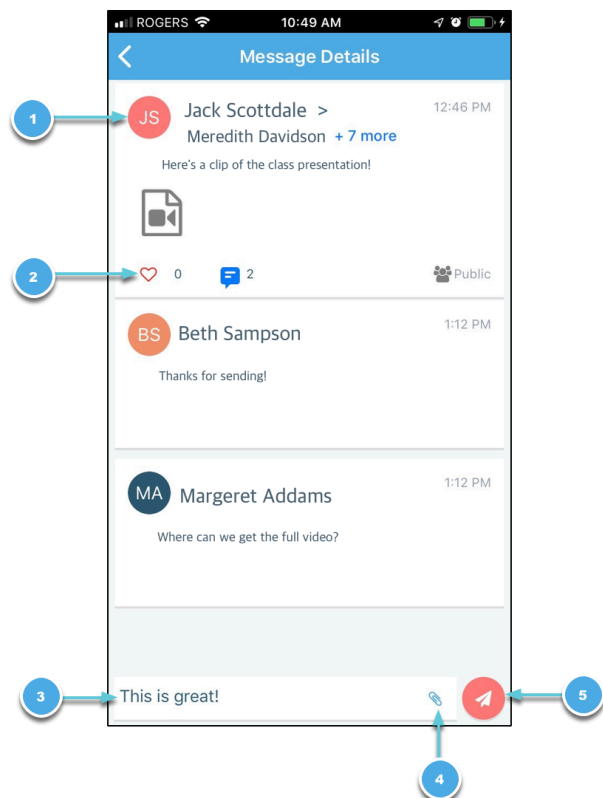 ROGERS 10:49 AM
Message Details
1
JS Jack Scottdale > 12:46 PM
Meredith Davidson + 7 more
Here's a clip of the class presentation!
2
0 2 Public
BS Beth Sampson 1:12 PM
Thanks for sending!
MA Margeret Addams 1:12 PM
Where can we get the full video?
3
This is great!
5
4